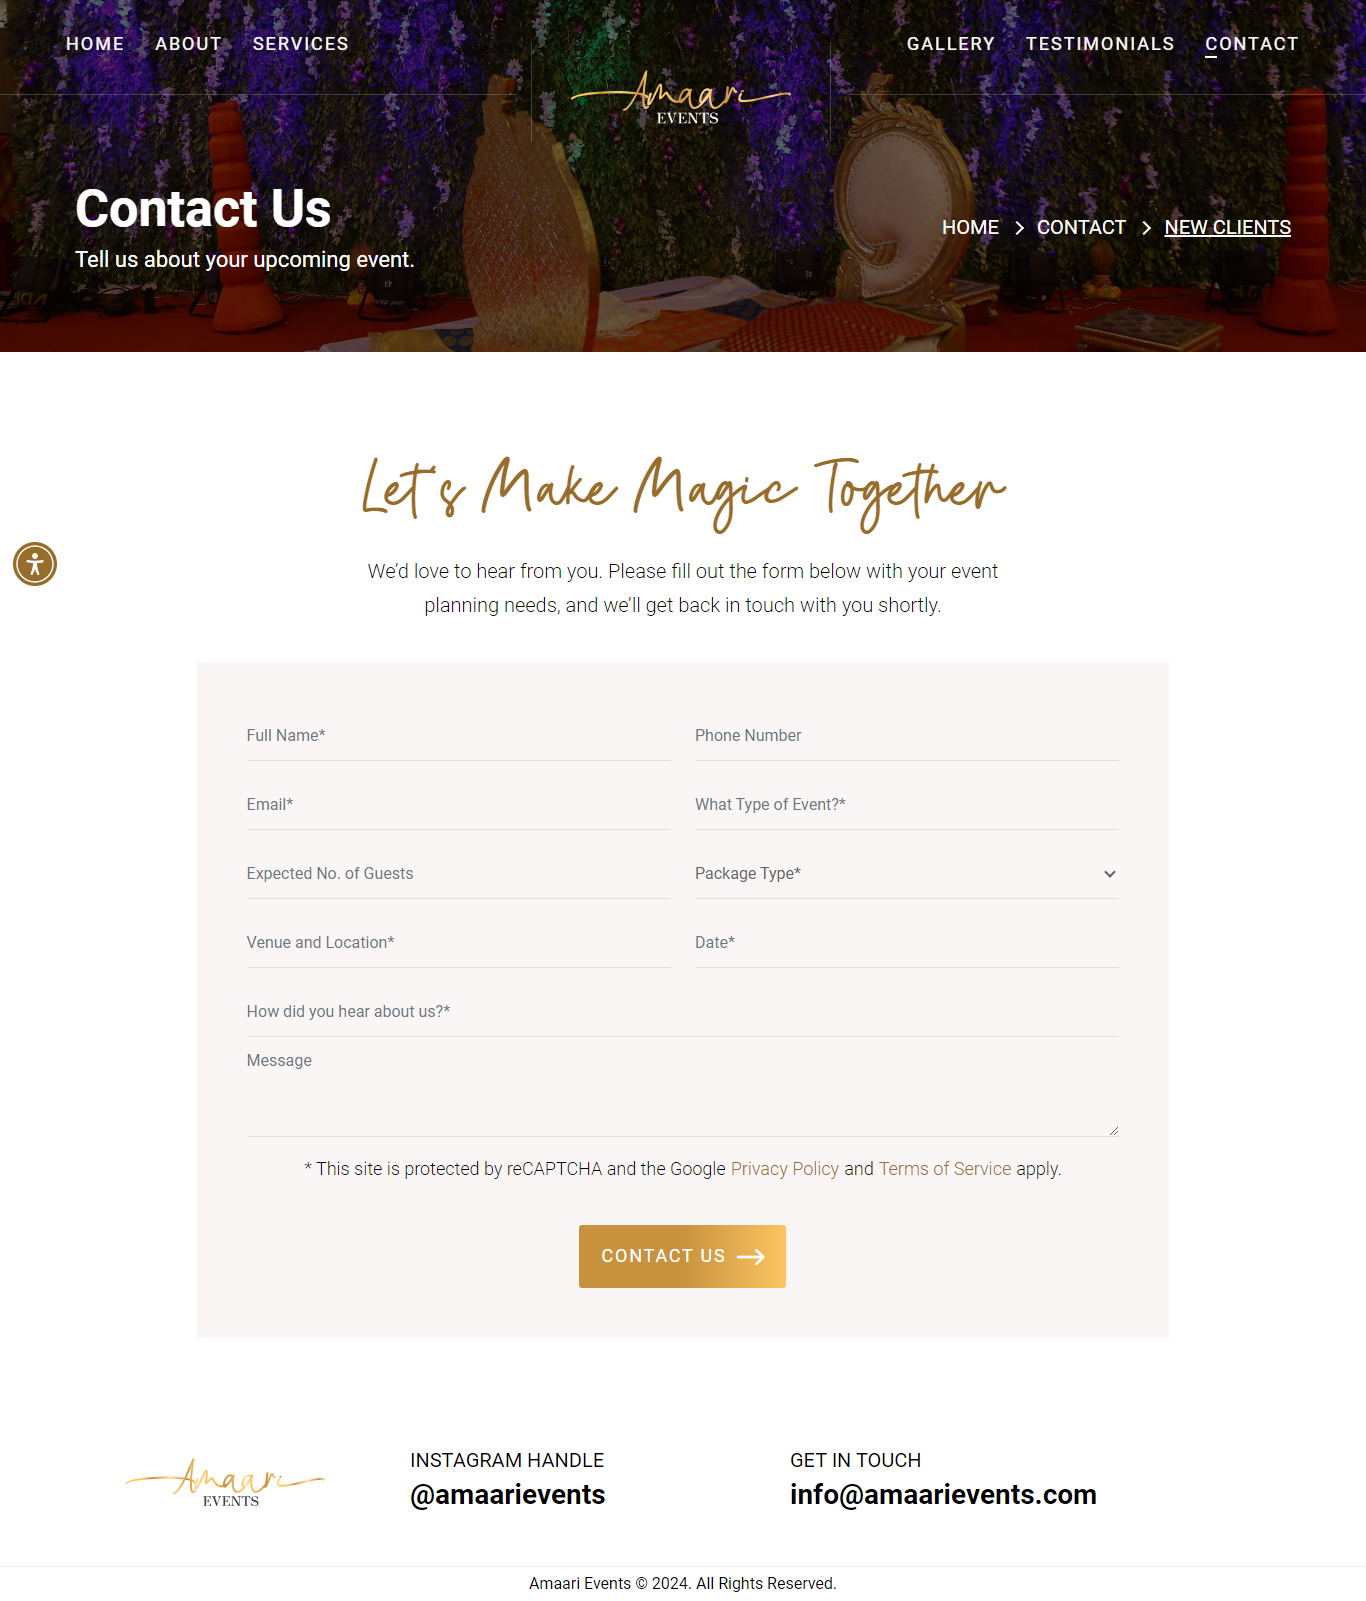 HOME ABOUT SERVICES
GALLERY TESTIMONIALS CONTACT
Amaari
EVENTS
Contact Us
Tell us about your upcoming event.
HOME CONTACT NEW CLIENTS
Let's Make Magic Together
We’d love to hear from you. Please fill out the form below with your event
planning needs, and we’ll get back in touch with you shortly.
Full Name*
Phone Number
Email*
What Type of Event?*
Expected No. of Guests
Package Type*
Venue and Location*
Date*
How did you hear about us?*
Message
* This site is protected by reCAPTCHA and the Google Privacy Policy and Terms of Service apply.
CONTACT US
Amaari
EVENTS
INSTAGRAM HANDLE
@amaarievents
GET IN TOUCH
info@amaarievents.com
Amaari Events © 2024. All Rights Reserved.